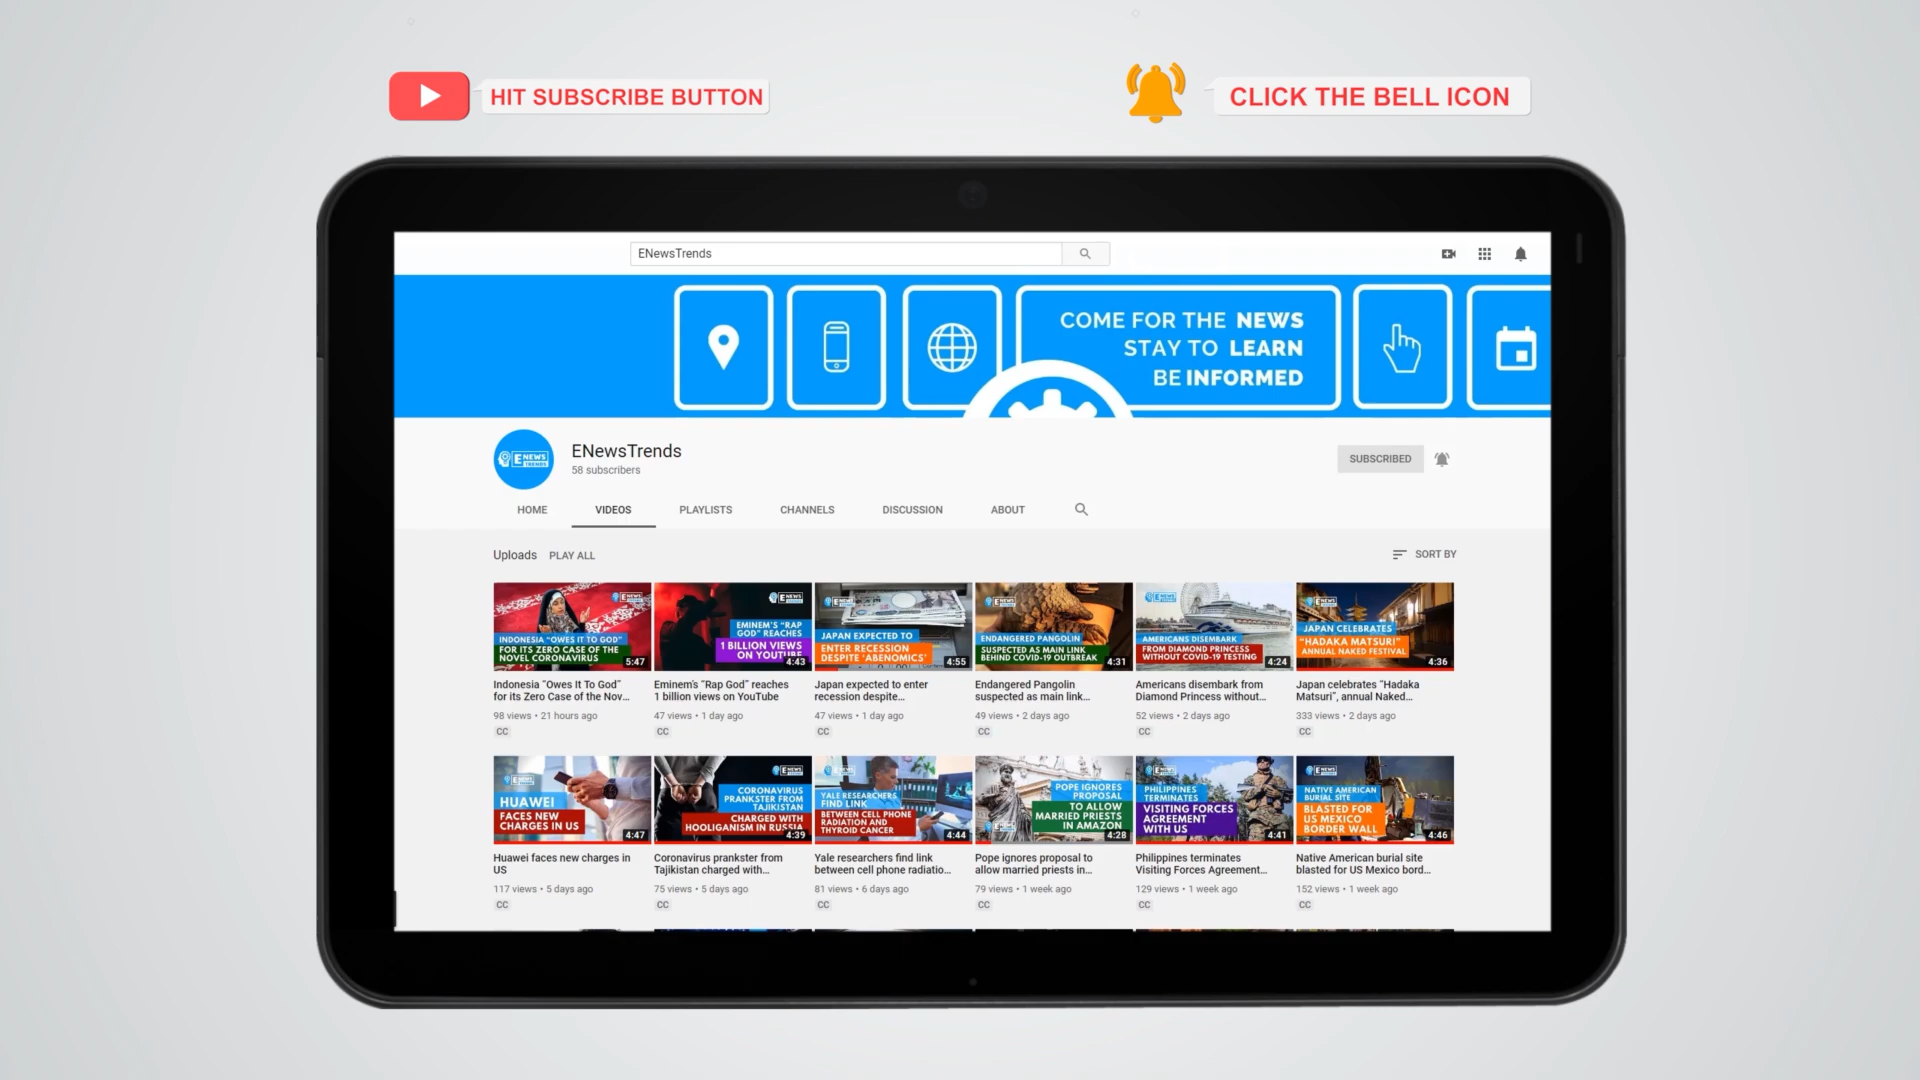 HIT SUBSCRIBE BUTTON
CLICK THE BELL ICON
ENewsTrends
COME FOR THE NEWS
STAY TO LEARN
BE INFORMED
E NEWS
TRENDS
ENewsTrends
58 subscribers
SUBSCRIBED
HOME VIDEOS PLAYLISTS CHANNELS DISCUSSION ABOUT
Uploads PLAY ALL
SORT BY
INDONESIA "OWES IT TO GOD"
FOR ITS ZERO CASE OF THE
NOVEL CORONAVIRUS
5:47
EMINEM'S "RAP
GOD" REACHES
1 BILLION VIEWS
ON YOUTUBE
4:43
JAPAN EXPECTED TO
ENTER RECESSION
DESPITE 'ABENOMICS'
4:55
ENDANGERED PANGOLIN
SUSPECTED AS MAIN LINK
BEHIND COVID-19 OUTBREAK
4:31
AMERICANS DISEMBARK
FROM DIAMOND PRINCESS
WITHOUT COVID-19 TESTING
4:24
JAPAN CELEBRATES
"HADAKA MATSURI"
ANNUAL NAKED FESTIVAL
4:36
Indonesia "Owes It To God"
for its Zero Case of the Nov...
98 views • 21 hours ago
CC
Eminem's "Rap God" reaches
1 billion views on YouTube
47 views • 1 day ago
CC
Japan expected to enter
recession despite...
47 views • 1 day ago
CC
Endangered Pangolin
suspected as main link...
49 views • 2 days ago
CC
Americans disembark from
Diamond Princess without...
52 views • 2 days ago
CC
Japan celebrates "Hadaka
Matsuri", annual Naked...
333 views • 2 days ago
CC
HUAWEI
FACES NEW
CHARGES IN US
4:47
CORONAVIRUS
PRANKSTER FROM
TAJIKISTAN
CHARGED WITH
HOOLIGANISM IN RUSSIA
4:39
YALE RESEARCHERS
FIND LINK
BETWEEN CELL PHONE
RADIATION AND
THYROID CANCER
4:44
POPE IGNORES
PROPOSAL
TO ALLOW
MARRIED PRIESTS
IN AMAZON
4:28
PHILIPPINES
TERMINATES
VISITING FORCES
AGREEMENT
WITH US
4:41
NATIVE AMERICAN
BURIAL SITE
BLASTED FOR
US MEXICO
BORDER WALL
4:46
Huawei faces new charges in
US
117 views • 5 days ago
CC
Coronavirus prankster from
Tajikistan charged with...
75 views • 5 days ago
CC
Yale researchers find link
between cell phone radiatio...
81 views • 6 days ago
CC
Pope ignores proposal to
allow married priests in...
79 views • 1 week ago
CC
Philippines terminates
Visiting Forces Agreement...
129 views • 1 week ago
CC
Native American burial site
blasted for US Mexico bord...
152 views • 1 week ago
CC